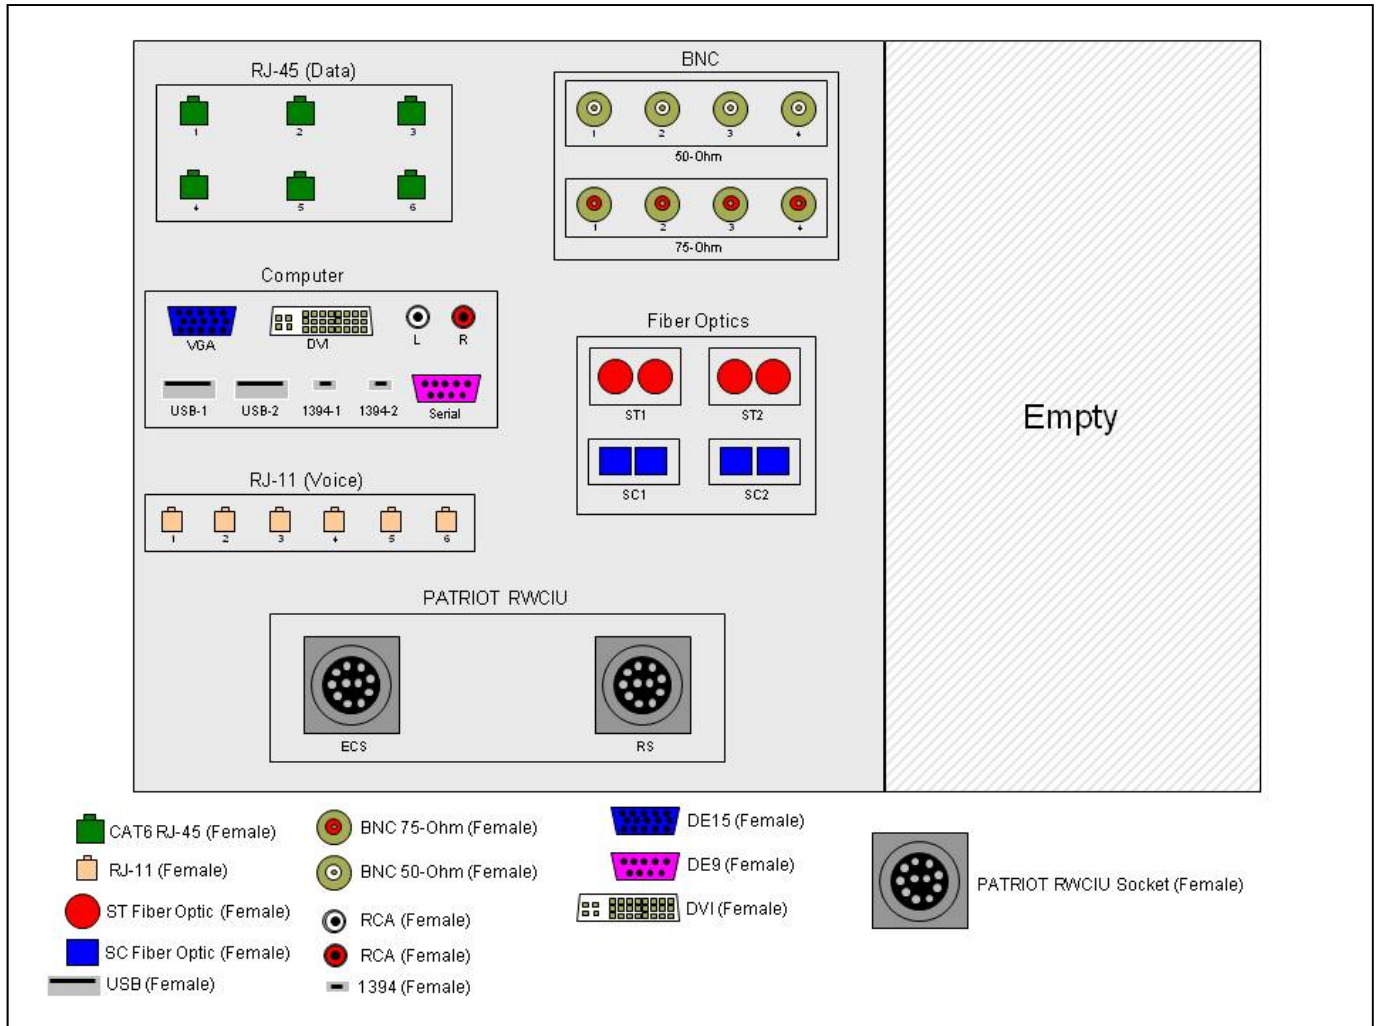 RJ-45 (Data)
1 2 3
4 5 6
BNC
1 2 3 4
50-Ohm
1 2 3 4
75-Ohm
Computer
VGA DVI L R
USB-1 USB-2 1394-1 1394-2 Serial
Fiber Optics
ST1 ST2
SC1 SC2
RJ-11 (Voice)
1 2 3 4 5 6
PATRIOT RWCIU
ECS RS
Empty
CAT6 RJ-45 (Female)
RJ-11 (Female)
ST Fiber Optic (Female)
SC Fiber Optic (Female)
USB (Female)
BNC 75-Ohm (Female)
BNC 50-Ohm (Female)
RCA (Female)
RCA (Female)
1394 (Female)
DE15 (Female)
DE9 (Female)
DVI (Female)
PATRIOT RWCIU Socket (Female)